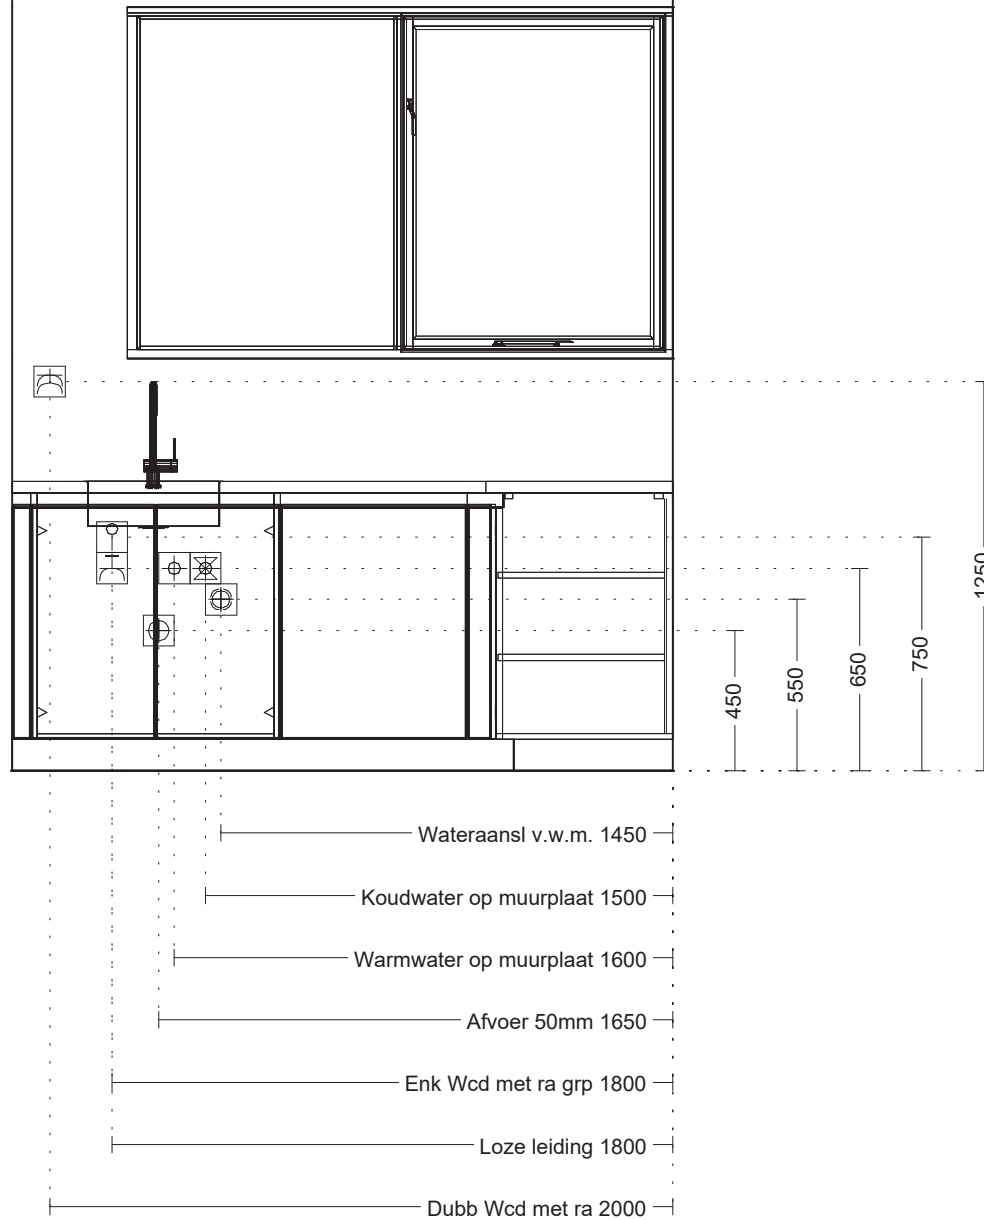 1250
750
650
550
450
Wateraansl v.w.m. 1450
Koudwater op muurplaat 1500
Warmwater op muurplaat 1600
Afvoer 50mm 1650
Enk Wcd met ra grp 1800
Loze leiding 1800
Dubb Wcd met ra 2000